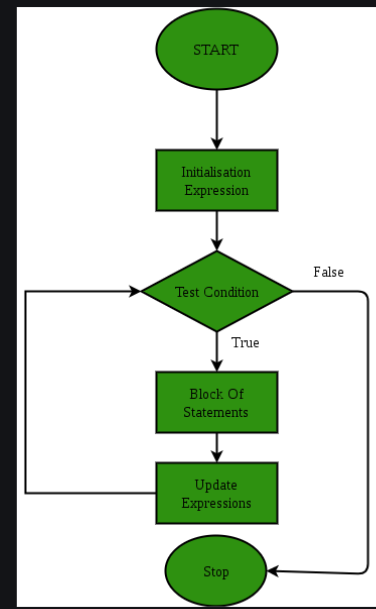 START
Initialisation
Expression
Test Condition
False
True
Block Of
Statements
Update
Expressions
Stop